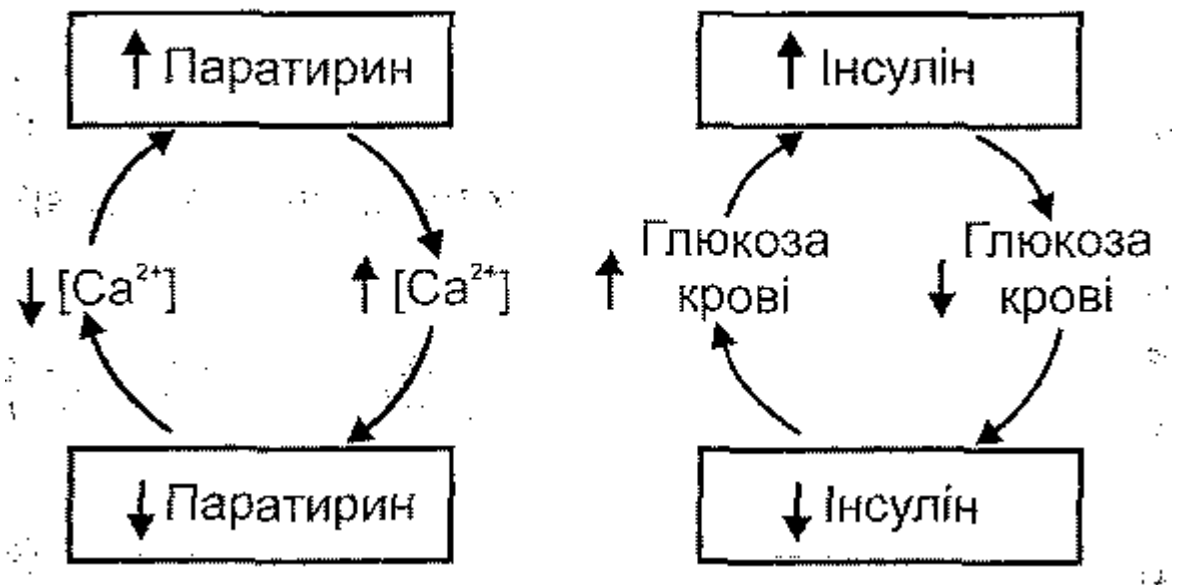 ↑ Паратирин
↓ [Ca²⁺]
↑ [Ca²⁺]
↓ Паратирин
↑ Інсулін
↑ Глюкоза
крові
↓ Глюкоза
крові
↓ Інсулін